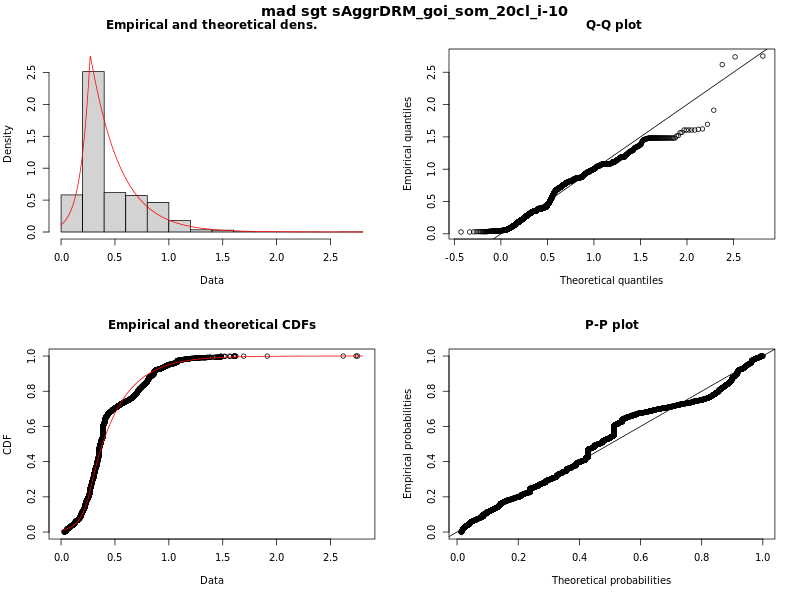 mad sgt sAggrDRM_goi_som_20cl_i-10
Empirical and theoretical dens.
Density
0.0 0.5 1.0 1.5 2.0 2.5
0.0 0.5 1.0 1.5 2.0 2.5
Data
Q-Q plot
Empirical quantiles
0.0 0.5 1.0 1.5 2.0 2.5
-0.5 0.0 0.5 1.0 1.5 2.0 2.5
Theoretical quantiles
Empirical and theoretical CDFs
CDF
0.0 0.2 0.4 0.6 0.8 1.0
0.0 0.5 1.0 1.5 2.0 2.5
Data
P-P plot
Empirical probabilities
0.0 0.2 0.4 0.6 0.8 1.0
0.0 0.2 0.4 0.6 0.8 1.0
Theoretical probabilities